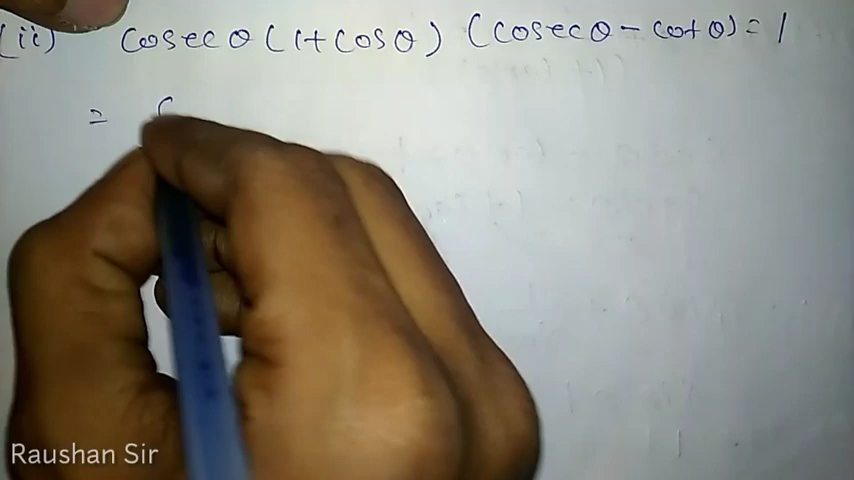 (ii) cosecθ (1+cosθ) (cosecθ - cotθ) = 1
= (
Raushan Sir